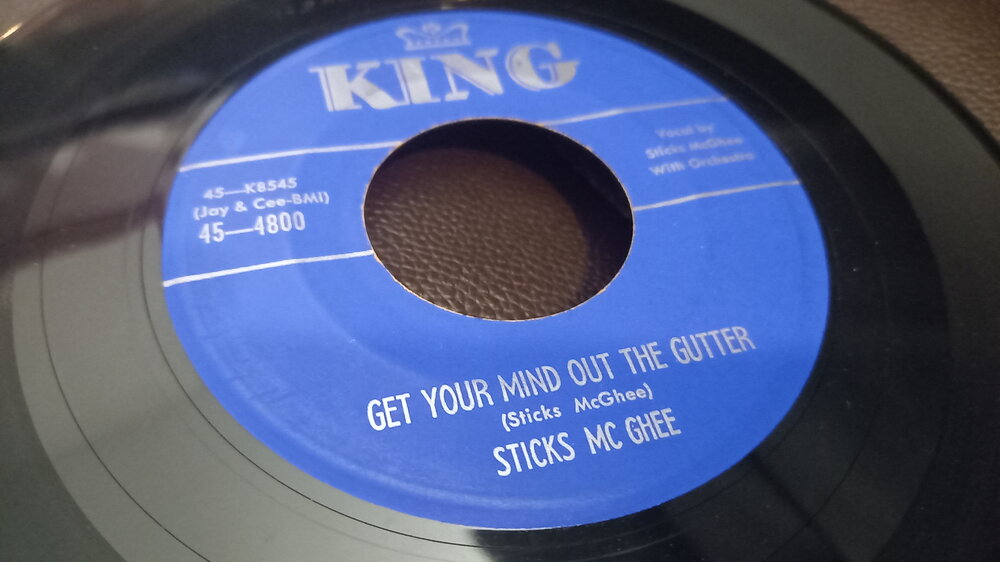 KING
Vocal by
Sticks McGhee
With Orchestra
45—K8545
(Jay & Cee-BMI)
45—4800
GET YOUR MIND OUT THE GUTTER
(Sticks McGhee)
STICKS MC GHEE